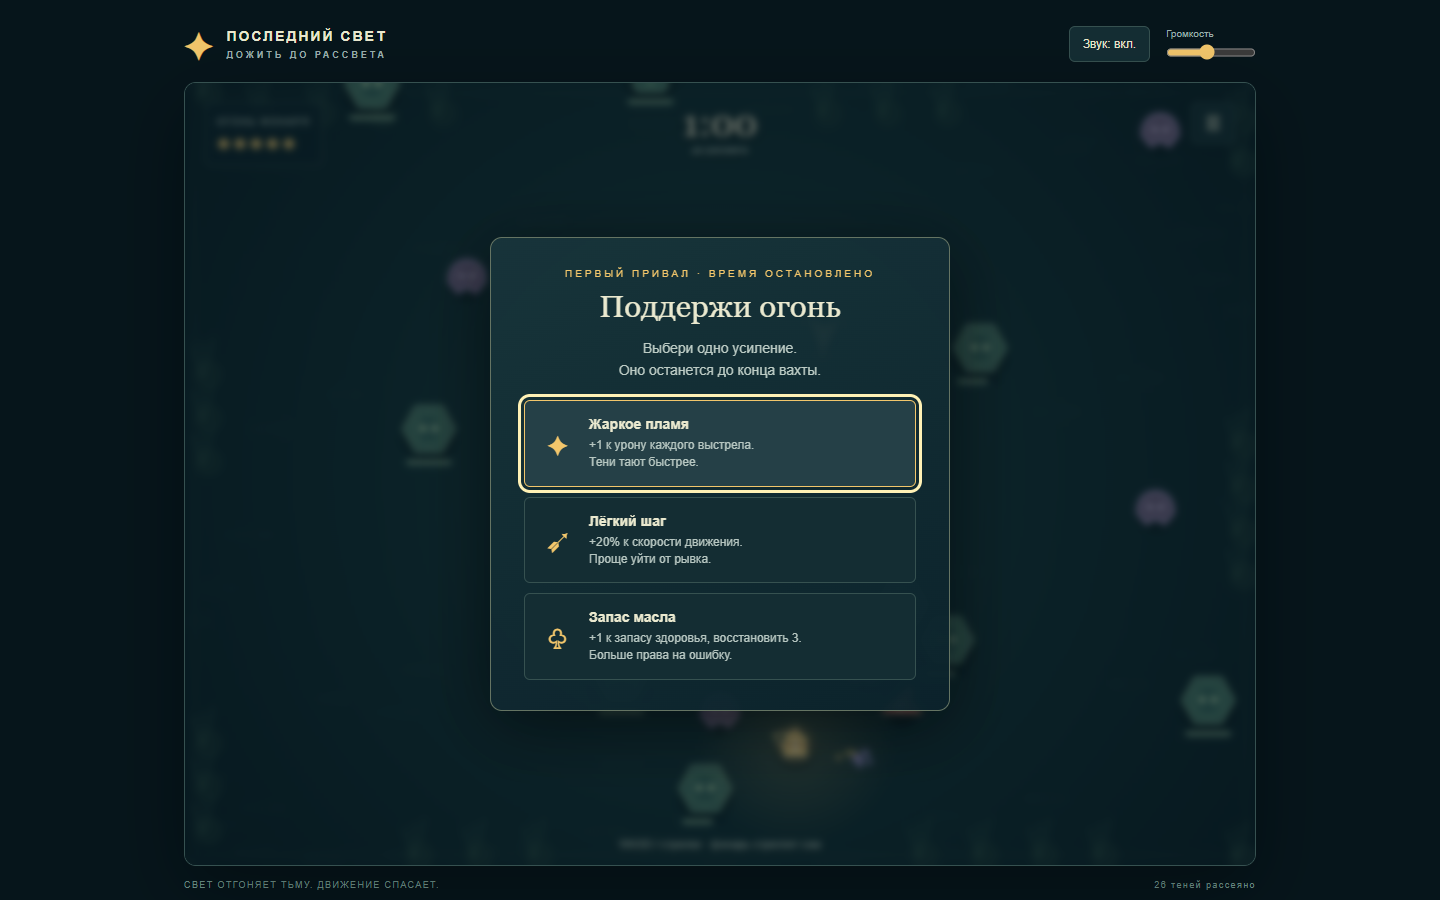 ПОСЛЕДНИЙ СВЕТ
ДОЖИТЬ ДО РАССВЕТА
Звук: вкл.
Громкость
1:00
ПЕРВЫЙ ПРИВАЛ · ВРЕМЯ ОСТАНОВЛЕНО
Поддержи огонь
Выбери одно усиление.
Оно останется до конца вахты.
Жаркое пламя
+1 к урону каждого выстрела.
Тени тают быстрее.
Лёгкий шаг
+20% к скорости движения.
Проще уйти от рывка.
Запас масла
+1 к запасу здоровья, восстановить 3.
Больше права на ошибку.
СВЕТ ОТГОНЯЕТ ТЬМУ. ДВИЖЕНИЕ СПАСАЕТ.
26 теней рассеяно